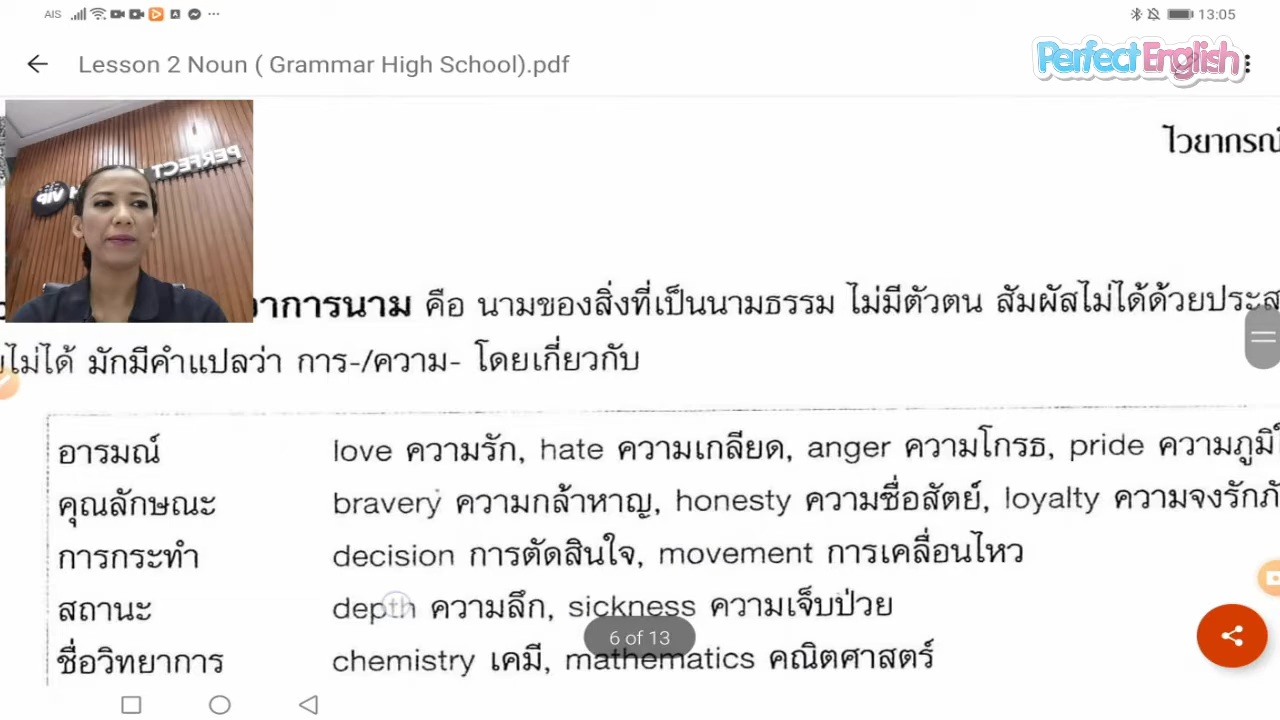 AIS 13:05
Lesson 2 Noun ( Grammar High School).pdf
Perfect English
ไวยากรณ์
PERFECT
VIP
าการนาม คือ นามของสิ่งที่เป็นนามธรรม ไม่มีตัวตน สัมผัสไม่ได้ด้วยประส
ไม่ได้ มักมีคำแปลว่า การ-/ความ- โดยเกี่ยวกับ
อารมณ์ love ความรัก, hate ความเกลียด, anger ความโกรธ, pride ความภูมิใ
คุณลักษณะ bravery ความกล้าหาญ, honesty ความซื่อสัตย์, loyalty ความจงรักภั
การกระทำ decision การตัดสินใจ, movement การเคลื่อนไหว
สถานะ depth ความลึก, sickness ความเจ็บป่วย
6 of 13
ชื่อวิทยาการ chemistry เคมี, mathematics คณิตศาสตร์